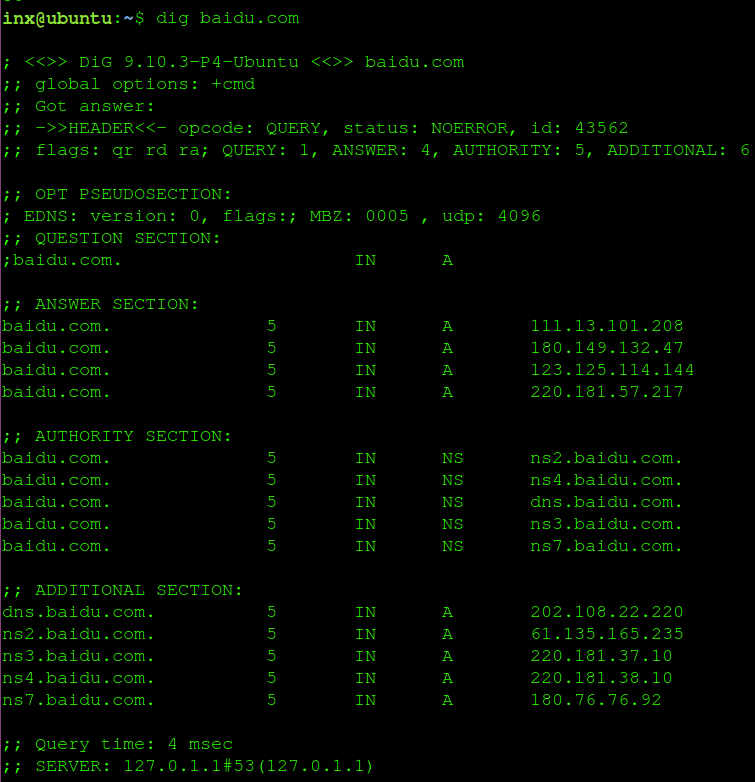 inx@ubuntu:~$ dig baidu.com
; <<>> DiG 9.10.3-P4-Ubuntu <<>> baidu.com
;; global options: +cmd
;; Got answer:
;; ->>HEADER<<- opcode: QUERY, status: NOERROR, id: 43562
;; flags: qr rd ra; QUERY: 1, ANSWER: 4, AUTHORITY: 5, ADDITIONAL: 6
;; OPT PSEUDOSECTION:
; EDNS: version: 0, flags:; MBZ: 0005 , udp: 4096
;; QUESTION SECTION:
;baidu.com. IN A
;; ANSWER SECTION:
baidu.com. 5 IN A 111.13.101.208
baidu.com. 5 IN A 180.149.132.47
baidu.com. 5 IN A 123.125.114.144
baidu.com. 5 IN A 220.181.57.217
;; AUTHORITY SECTION:
baidu.com. 5 IN NS ns2.baidu.com.
baidu.com. 5 IN NS ns4.baidu.com.
baidu.com. 5 IN NS dns.baidu.com.
baidu.com. 5 IN NS ns3.baidu.com.
baidu.com. 5 IN NS ns7.baidu.com.
;; ADDITIONAL SECTION:
dns.baidu.com. 5 IN A 202.108.22.220
ns2.baidu.com. 5 IN A 61.135.165.235
ns3.baidu.com. 5 IN A 220.181.37.10
ns4.baidu.com. 5 IN A 220.181.38.10
ns7.baidu.com. 5 IN A 180.76.76.92
;; Query time: 4 msec
;; SERVER: 127.0.1.1#53(127.0.1.1)